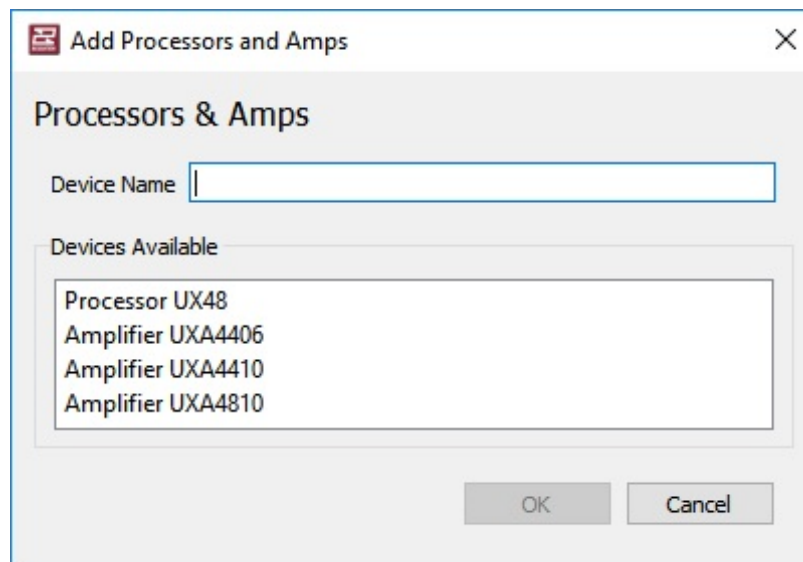 Add Processors and Amps
Processors & Amps
Device Name
Devices Available
Processor UX48
Amplifier UXA4406
Amplifier UXA4410
Amplifier UXA4810
OK
Cancel